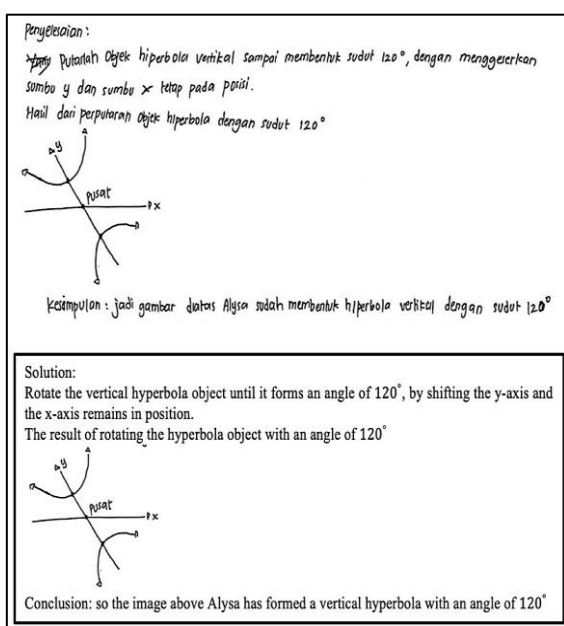 Penyelesaian :
Putarlah Objek hiperbola vertikal sampai membentuk sudut 120°, dengan menggeserkan
sumbu y dan sumbu x tetap pada posisi.
Hasil dari perputaran objek hiperbola dengan sudut 120°
y
Pusat
x
Kesimpulan : jadi gambar diatas Alysa sudah membentuk hiperbola vertikal dengan sudut 120°
Solution:
Rotate the vertical hyperbola object until it forms an angle of 120°, by shifting the y-axis and
the x-axis remains in position.
The result of rotating the hyperbola object with an angle of 120°
y
Pusat
x
Conclusion: so the image above Alysa has formed a vertical hyperbola with an angle of 120°